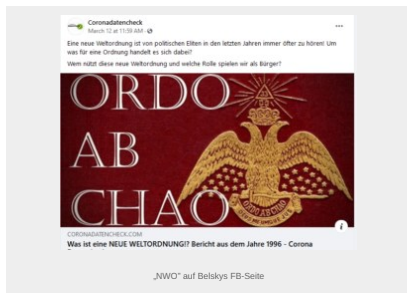 Coronadatencheck
March 12 at 11:59 AM ·
Eine neue Weltordnung ist von politischen Eliten in den letzten Jahren immer öfter zu hören! Um
was für eine Ordnung handelt es sich dabei?
Wem nützt diese neue Weltordnung und welche Rolle spielen wir als Bürger?
ORDO
AB
CHAO
ORDO AB CHAO
CORONADATENCHECK.COM
Was ist eine NEUE WELTORDNUNG!? Bericht aus dem Jahre 1996 - Corona
„NWO" auf Belskys FB-Seite